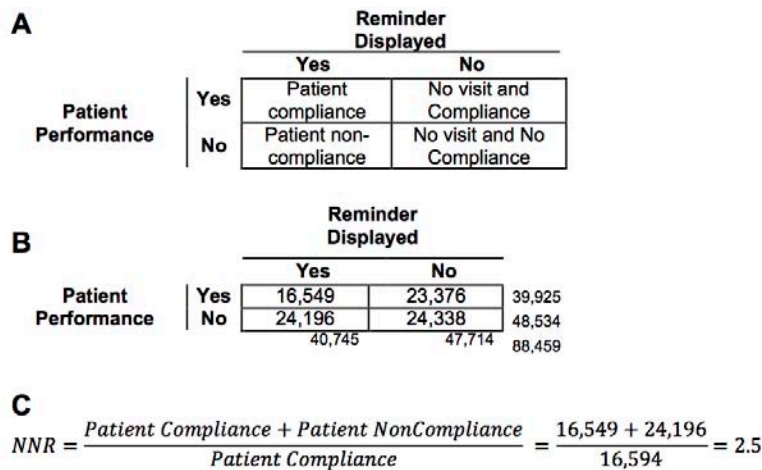 A
Reminder
Displayed
Yes No
Patient
Performance
Yes
Patient
compliance
No visit and
Compliance
No
Patient non-
compliance
No visit and No
Compliance
B
Reminder
Displayed
Yes No
Patient
Performance
Yes 16,549 23,376 39,925
No 24,196 24,338 48,534
40,745 47,714 88,459
C
NNR = Patient Compliance + Patient NonCompliance / Patient Compliance = 16,549 + 24,196 / 16,594 = 2.5